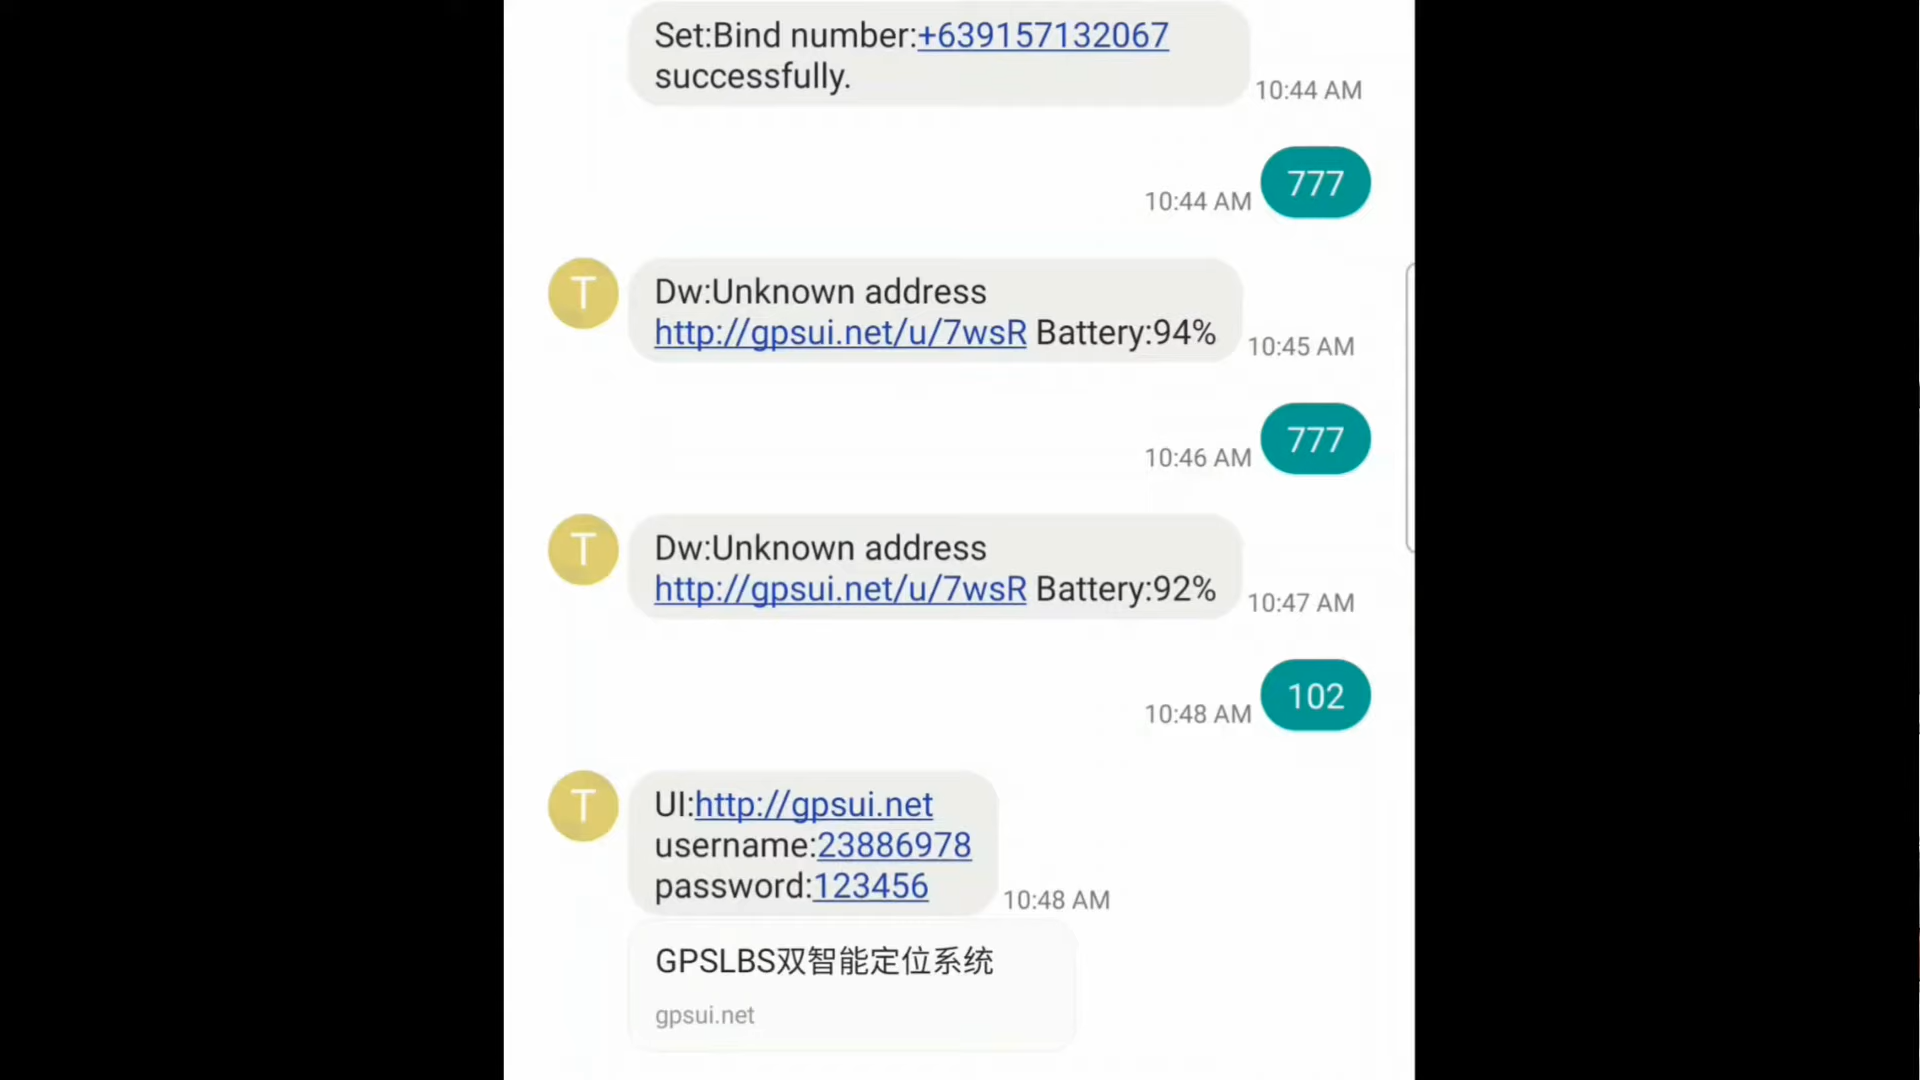 Set:Bind number:+639157132067
successfully.
10:44 AM
777
10:44 AM
T
Dw:Unknown address
http://gpsui.net/u/7wsR Battery:94%
10:45 AM
777
10:46 AM
T
Dw:Unknown address
http://gpsui.net/u/7wsR Battery:92%
10:47 AM
102
10:48 AM
T
UI:http://gpsui.net
username:23886978
password:123456
10:48 AM
GPSLBS双智能定位系统
gpsui.net